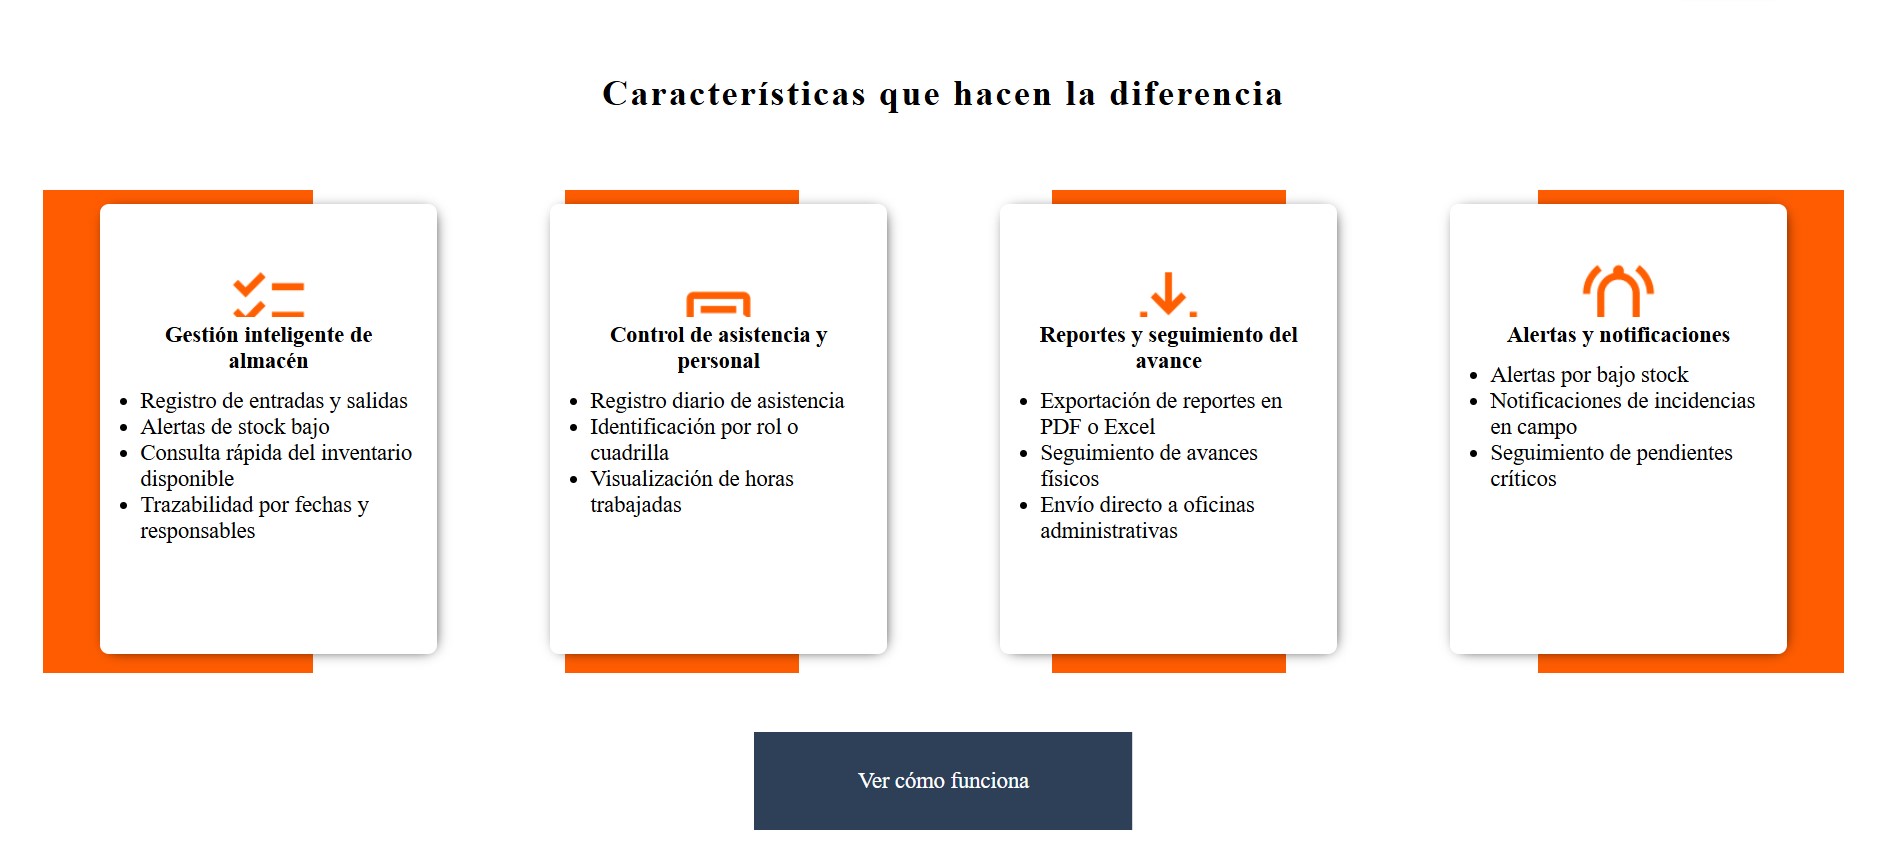 Características que hacen la diferencia
Gestión inteligente de
almacén
Registro de entradas y salidas
Alertas de stock bajo
Consulta rápida del inventario
disponible
Trazabilidad por fechas y
responsables
Control de asistencia y
personal
Registro diario de asistencia
Identificación por rol o
cuadrilla
Visualización de horas
trabajadas
Reportes y seguimiento del
avance
Exportación de reportes en
PDF o Excel
Seguimiento de avances
físicos
Envío directo a oficinas
administrativas
Alertas y notificaciones
Alertas por bajo stock
Notificaciones de incidencias
en campo
Seguimiento de pendientes
críticos
Ver cómo funciona